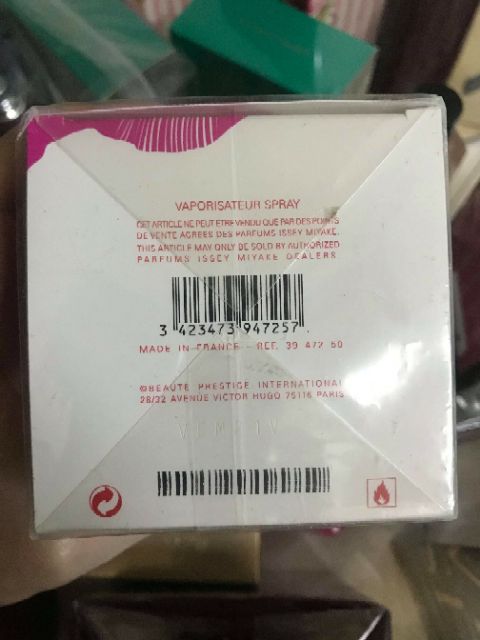 VAPORISATEUR SPRAY
CET ARTICLE NE PEUT ETRE VENDU QUE PAR DES POINTS
DE VENTE AGREES DES PARFUMS ISSEY MIYAKE.
THIS ARTICLE MAY ONLY BE SOLD BY AUTHORIZED
PARFUMS ISSEY MIYAKE DEALERS
3 423473 947257
MADE IN FRANCE - REF. 39 472 50
©BEAUTE PRESTIGE INTERNATIONAL
28/32 AVENUE VICTOR HUGO 75116 PARIS